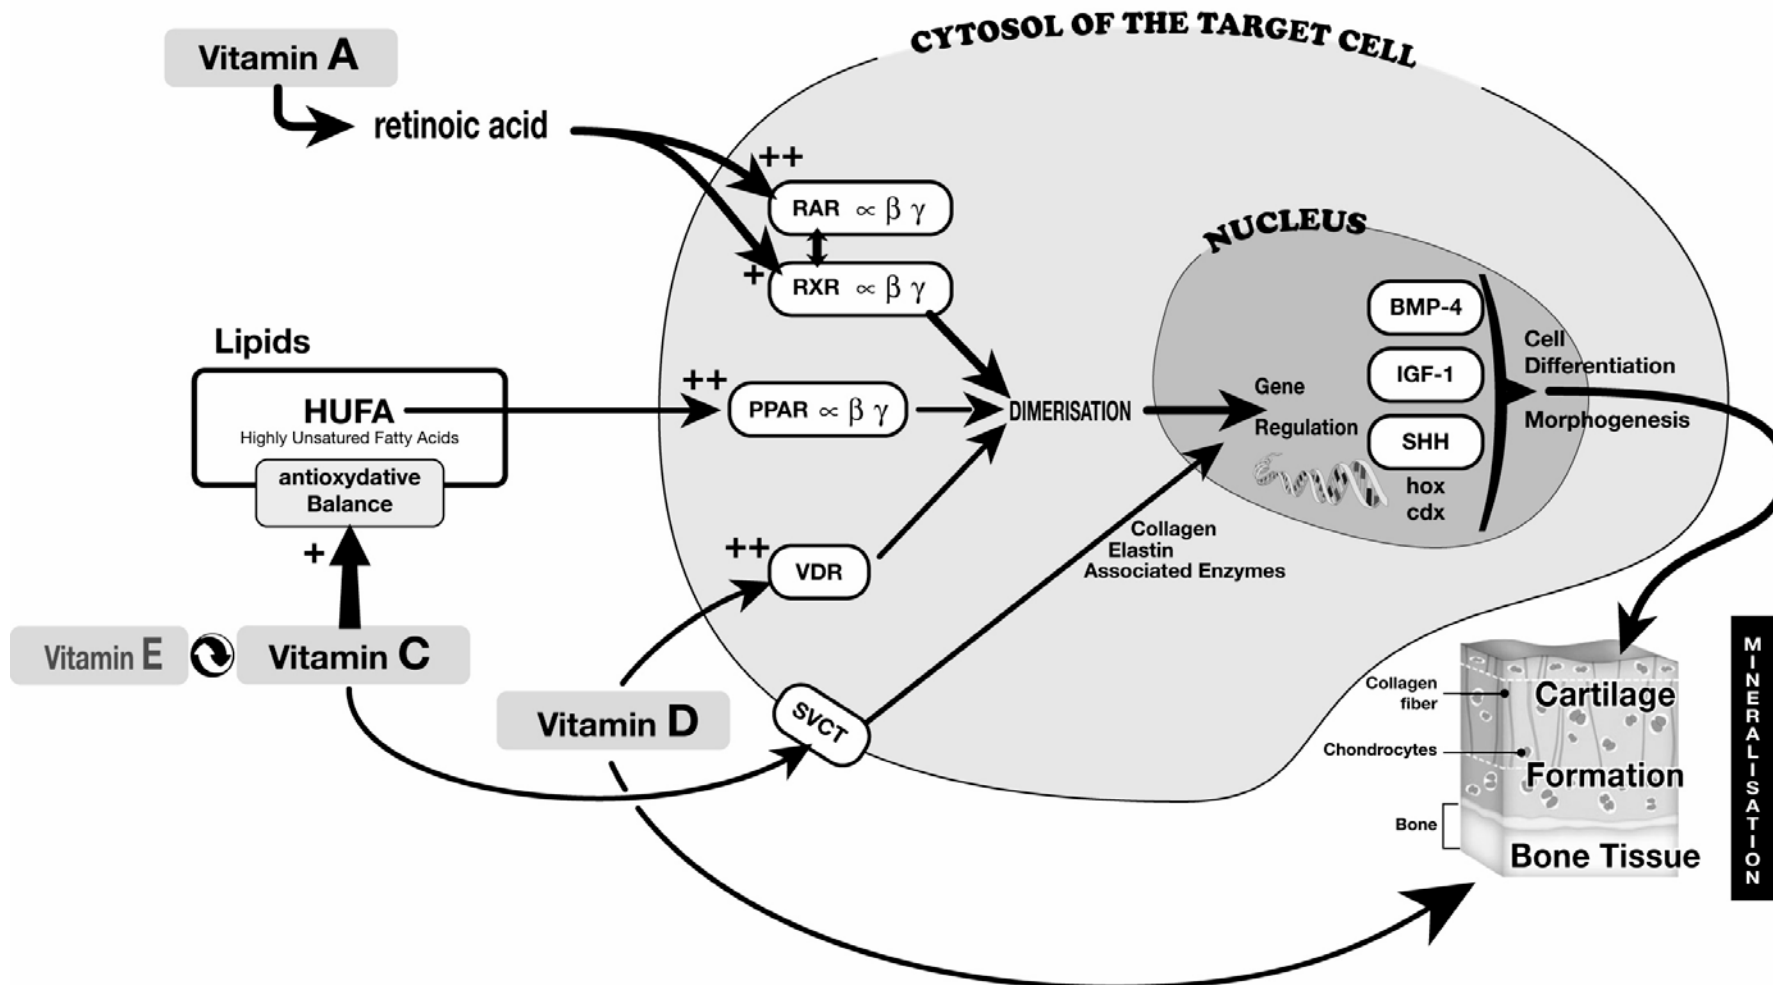 CYTOSOL OF THE TARGET CELL
Vitamin A
retinoic acid
++
RAR ∝ β γ
+
RXR ∝ β γ
NUCLEUS
BMP-4
IGF-1
SHH
hox
cdx
Cell
Differentiation
Morphogenesis
Gene
Regulation
Lipids
HUFA
Highly Unsatured Fatty Acids
antioxydative
Balance
++
PPAR ∝ β γ
DIMERISATION
++
VDR
Collagen
Elastin
Associated Enzymes
+
Vitamin E
Vitamin C
Vitamin D
SVCT
Collagen
fiber
Chondrocytes
Bone
Cartilage
Formation
Bone Tissue
MINERALISATION